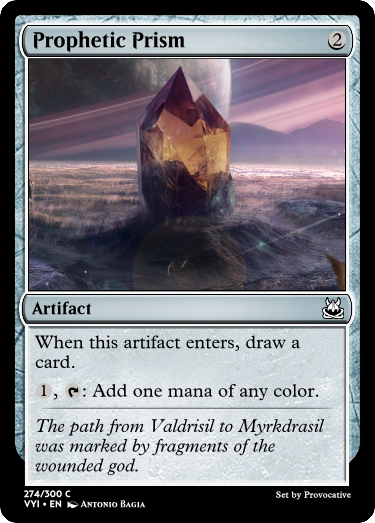 Prophetic Prism 2
Artifact
When this artifact enters, draw a
card.
1, : Add one mana of any color.
The path from Valdrisil to Myrkdrasil
was marked by fragments of the
wounded god.
274/300 C
VYI • EN Antonio Bagia
Set by Provocative